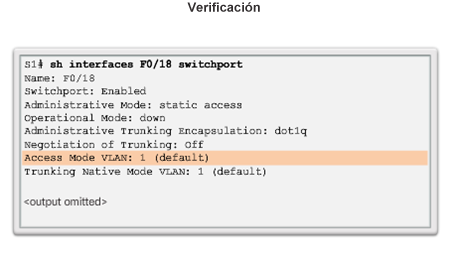 Verificación
S1# sh interfaces F0/18 switchport
Name: F0/18
Switchport: Enabled
Administrative Mode: static access
Operational Mode: down
Administrative Trunking Encapsulation: dot1q
Negotiation of Trunking: Off
Access Mode VLAN: 1 (default)
Trunking Native Mode VLAN: 1 (default)
<output omitted>